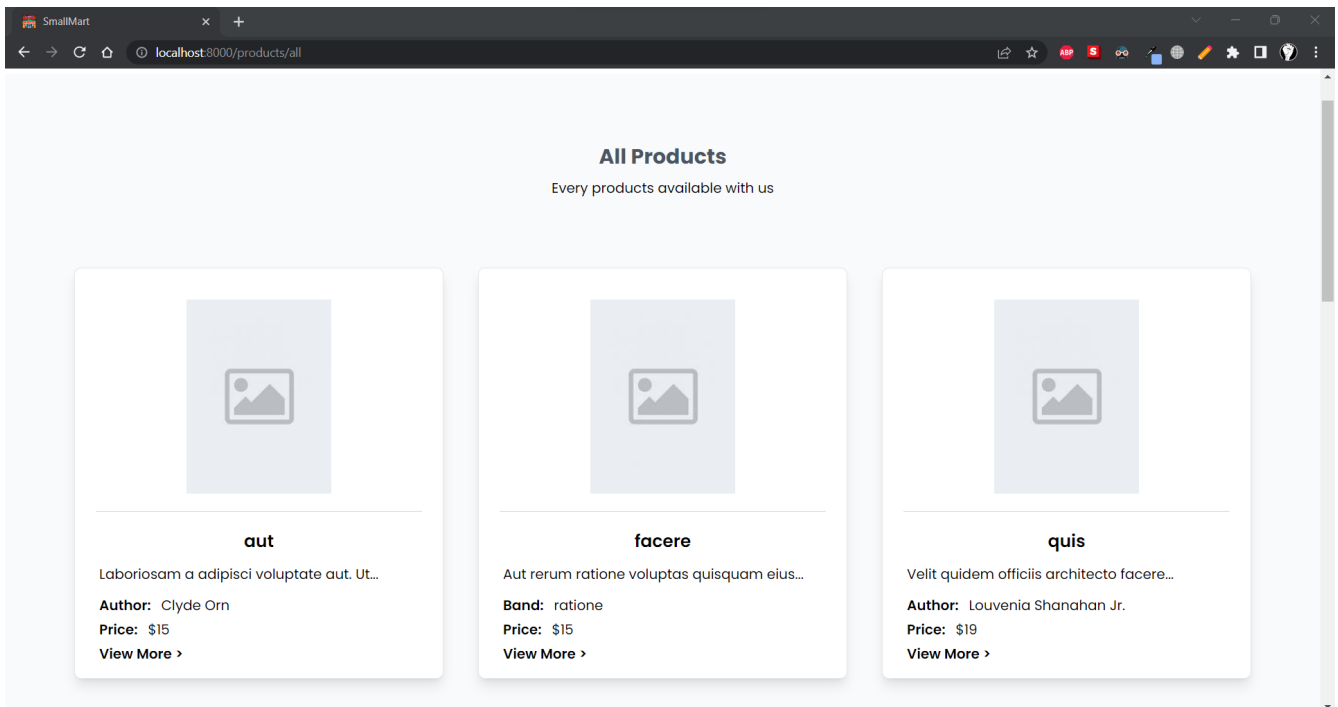 SmallMart
localhost:8000/products/all
ABP
S
All Products
Every products available with us
aut
Laboriosam a adipisci voluptate aut. Ut...
Author: Clyde Orn
Price: $15
View More >
facere
Aut rerum ratione voluptas quisquam eius...
Band: ratione
Price: $15
View More >
quis
Velit quidem officiis architecto facere...
Author: Louvenia Shanahan Jr.
Price: $19
View More >